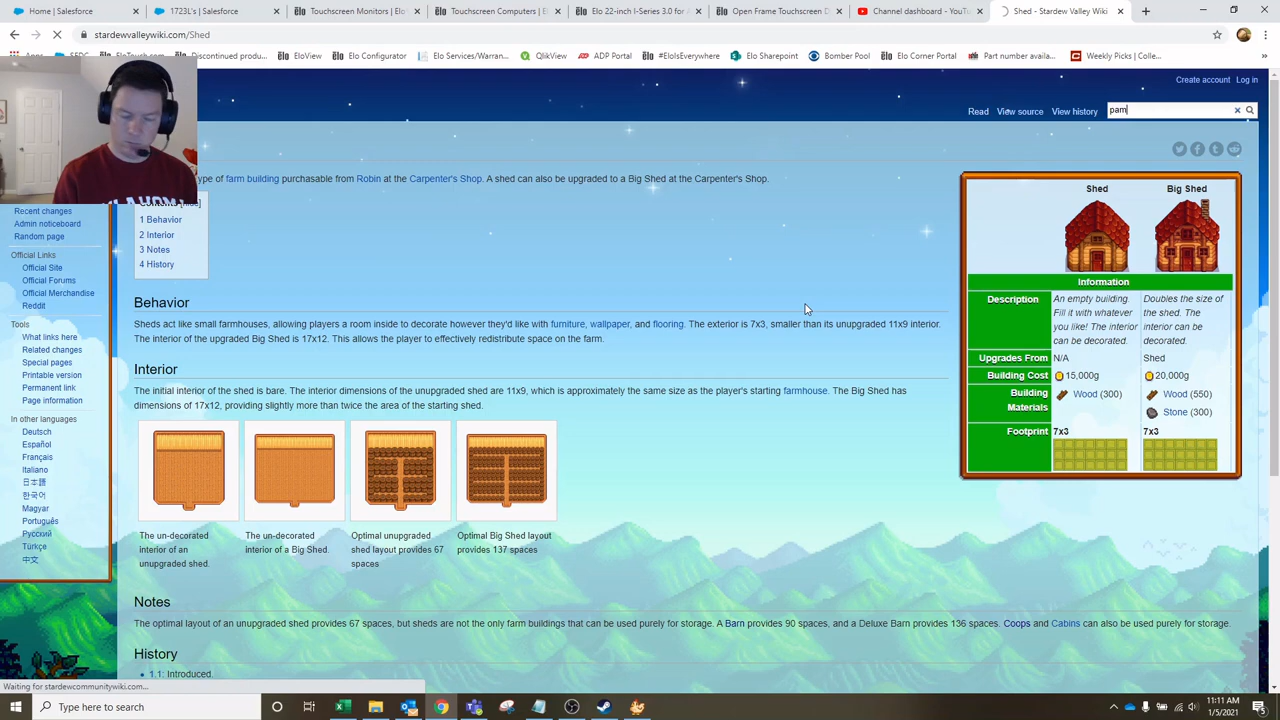 17233L's Salesforce
Touchscreen Monitors | Elo
Touchscreen Computers | E
Elo 22-inch I-Series 3.0 for A
Open Frame Touchscreen D
Channel dashboard - YouTub
Shed - Stardew Valley Wiki
stardewvalleywiki.com/Shed
Apps
SFDC
EloTouch.com
Discontinued produ...
EloView
Elo Configurator
Elo Services/Warran...
QlikView
ADP Portal
#EloIsEverywhere
Elo Sharepoint
Bomber Pool
Elo Corner Portal
Part number availa...
Weekly Picks | Colle...
Create account Log in
Read View source View history pam
ype of farm building purchasable from Robin at the Carpenter's Shop. A shed can also be upgraded to a Big Shed at the Carpenter's Shop.
Contents [hide]
1 Behavior
2 Interior
3 Notes
4 History
Recent changes
Admin noticeboard
Random page
Official Links
Official Site
Official Forums
Official Merchandise
Reddit
Tools
What links here
Related changes
Special pages
Printable version
Permanent link
Page information
In other languages
Deutsch
Español
Français
Italiano
日本語
한국어
Magyar
Português
Русский
Türkçe
中文
Behavior
Sheds act like small farmhouses, allowing players a room inside to decorate however they'd like with furniture, wallpaper, and flooring. The exterior is 7x3, smaller than its unupgraded 11x9 interior.
The interior of the upgraded Big Shed is 17x12. This allows the player to effectively redistribute space on the farm.
Interior
The initial interior of the shed is bare. The interior dimensions of the unupgraded shed are 11x9, which is approximately the same size as the player's starting farmhouse. The Big Shed has
dimensions of 17x12, providing slightly more than twice the area of the starting shed.
The un-decorated
interior of an
unupgraded shed.
The un-decorated
interior of a Big Shed.
Optimal unupgraded
shed layout provides 67
spaces
Optimal Big Shed layout
provides 137 spaces
Notes
The optimal layout of an unupgraded shed provides 67 spaces, but sheds are not the only farm buildings that can be used purely for storage. A Barn provides 90 spaces, and a Deluxe Barn provides 136 spaces. Coops and Cabins can also be used purely for storage.
History
1.1: Introduced.
Shed Big Shed
Information
Description
An empty building.
Fill it with whatever
you like! The interior
can be decorated.
Doubles the size of
the shed. The
interior can be
decorated.
Upgrades From N/A Shed
Building Cost 15,000g 20,000g
Building
Materials
Wood (300)
Wood (550)
Stone (300)
Footprint 7x3 7x3
Waiting for stardewcommunitywiki.com...
Type here to search
11:11 AM
1/5/2021